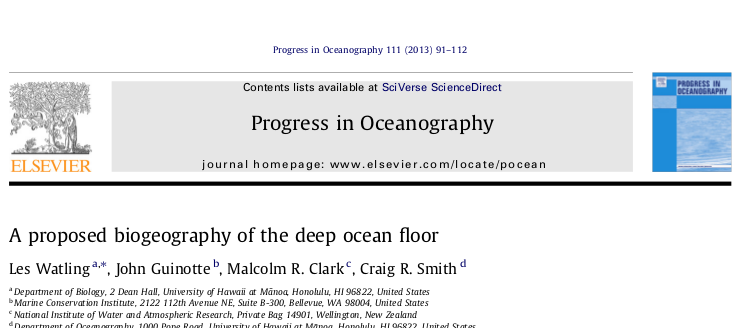 Progress in Oceanography 111 (2013) 91–112
Contents lists available at SciVerse ScienceDirect
Progress in Oceanography
journal homepage: www.elsevier.com/locate/pocean
ELSEVIER
PROGRESS IN
OCEANOGRAPHY
A proposed biogeography of the deep ocean floor
Les Watling a,*, John Guinotte b, Malcolm R. Clark c, Craig R. Smith d
a Department of Biology, 2 Dean Hall, University of Hawaii at Mānoa, Honolulu, HI 96822, United States
b Marine Conservation Institute, 2122 112th Avenue NE, Suite B-300, Bellevue, WA 98004, United States
c National Institute of Water and Atmospheric Research, Private Bag 14901, Wellington, New Zealand
d Department of Oceanography, 1000 Pope Road, University of Hawaii at Mānoa, Honolulu, HI 96822, United States